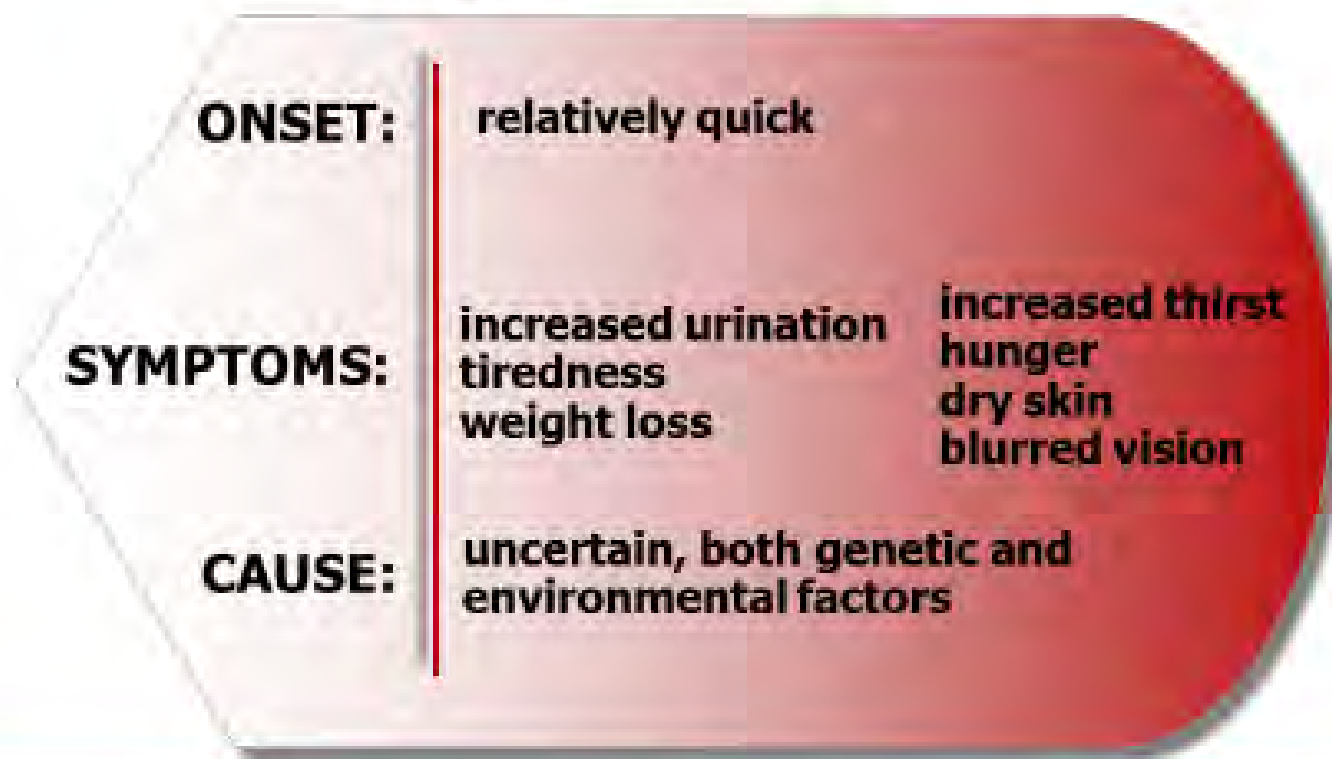 ONSET:
relatively quick
SYMPTOMS:
increased urination
tiredness
weight loss
increased thirst
hunger
dry skin
blurred vision
CAUSE:
uncertain, both genetic and
environmental factors